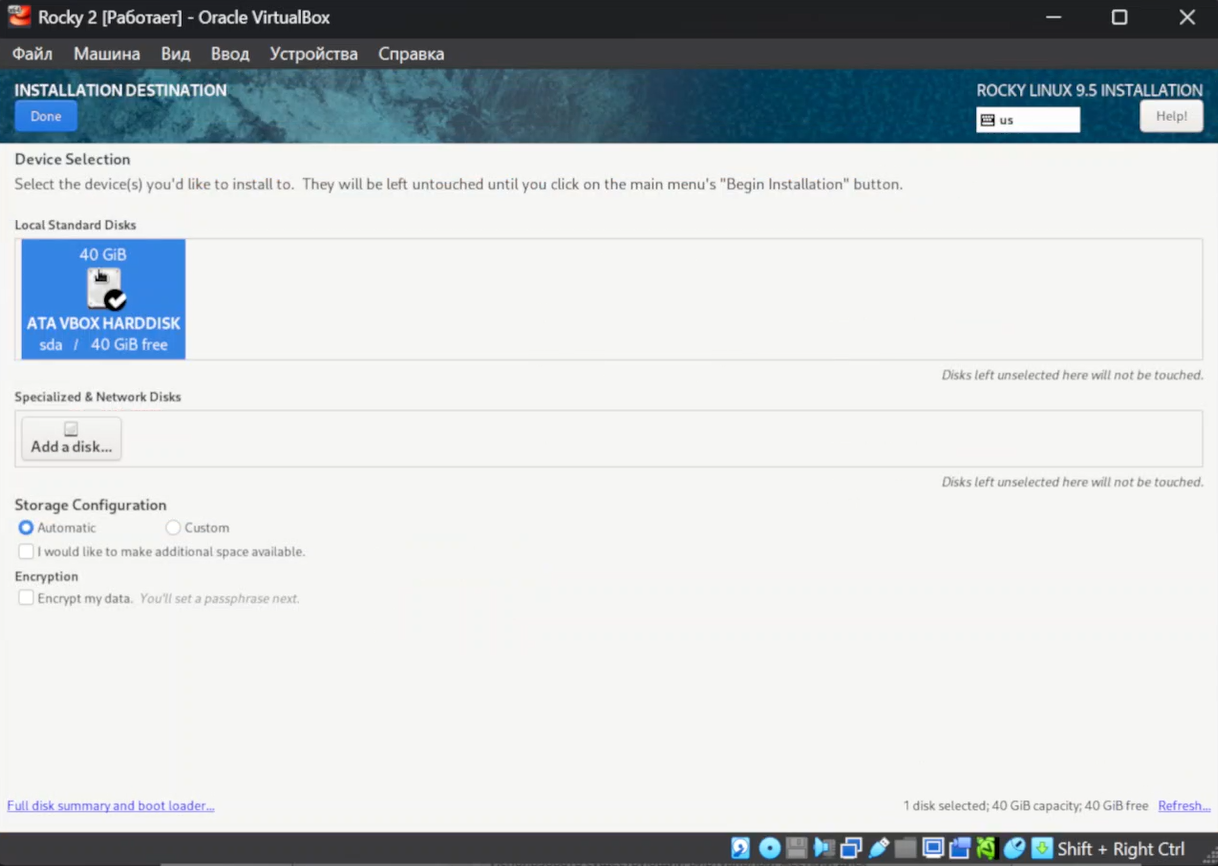 Rocky 2 [Работает] - Oracle VirtualBox
Файл Машина Вид Ввод Устройства Справка
INSTALLATION DESTINATION
ROCKY LINUX 9.5 INSTALLATION
Done
us
Help!
Device Selection
Select the device(s) you'd like to install to. They will be left untouched until you click on the main menu's "Begin Installation" button.
Local Standard Disks
40 GiB
ATA VBOX HARDDISK
sda / 40 GiB free
Disks left unselected here will not be touched.
Specialized & Network Disks
Add a disk...
Disks left unselected here will not be touched.
Storage Configuration
Automatic Custom
I would like to make additional space available.
Encryption
Encrypt my data. You'll set a passphrase next.
Full disk summary and boot loader...
1 disk selected; 40 GiB capacity; 40 GiB free Refresh...
Shift + Right Ctrl